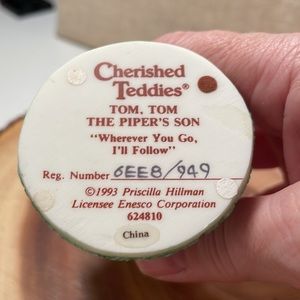 Cherished
Teddies®
TOM, TOM
THE PIPER'S SON
"Wherever You Go,
I'll Follow"
Reg. Number 6EE8/949
©1993 Priscilla Hillman
Licensee Enesco Corporation
624810
China